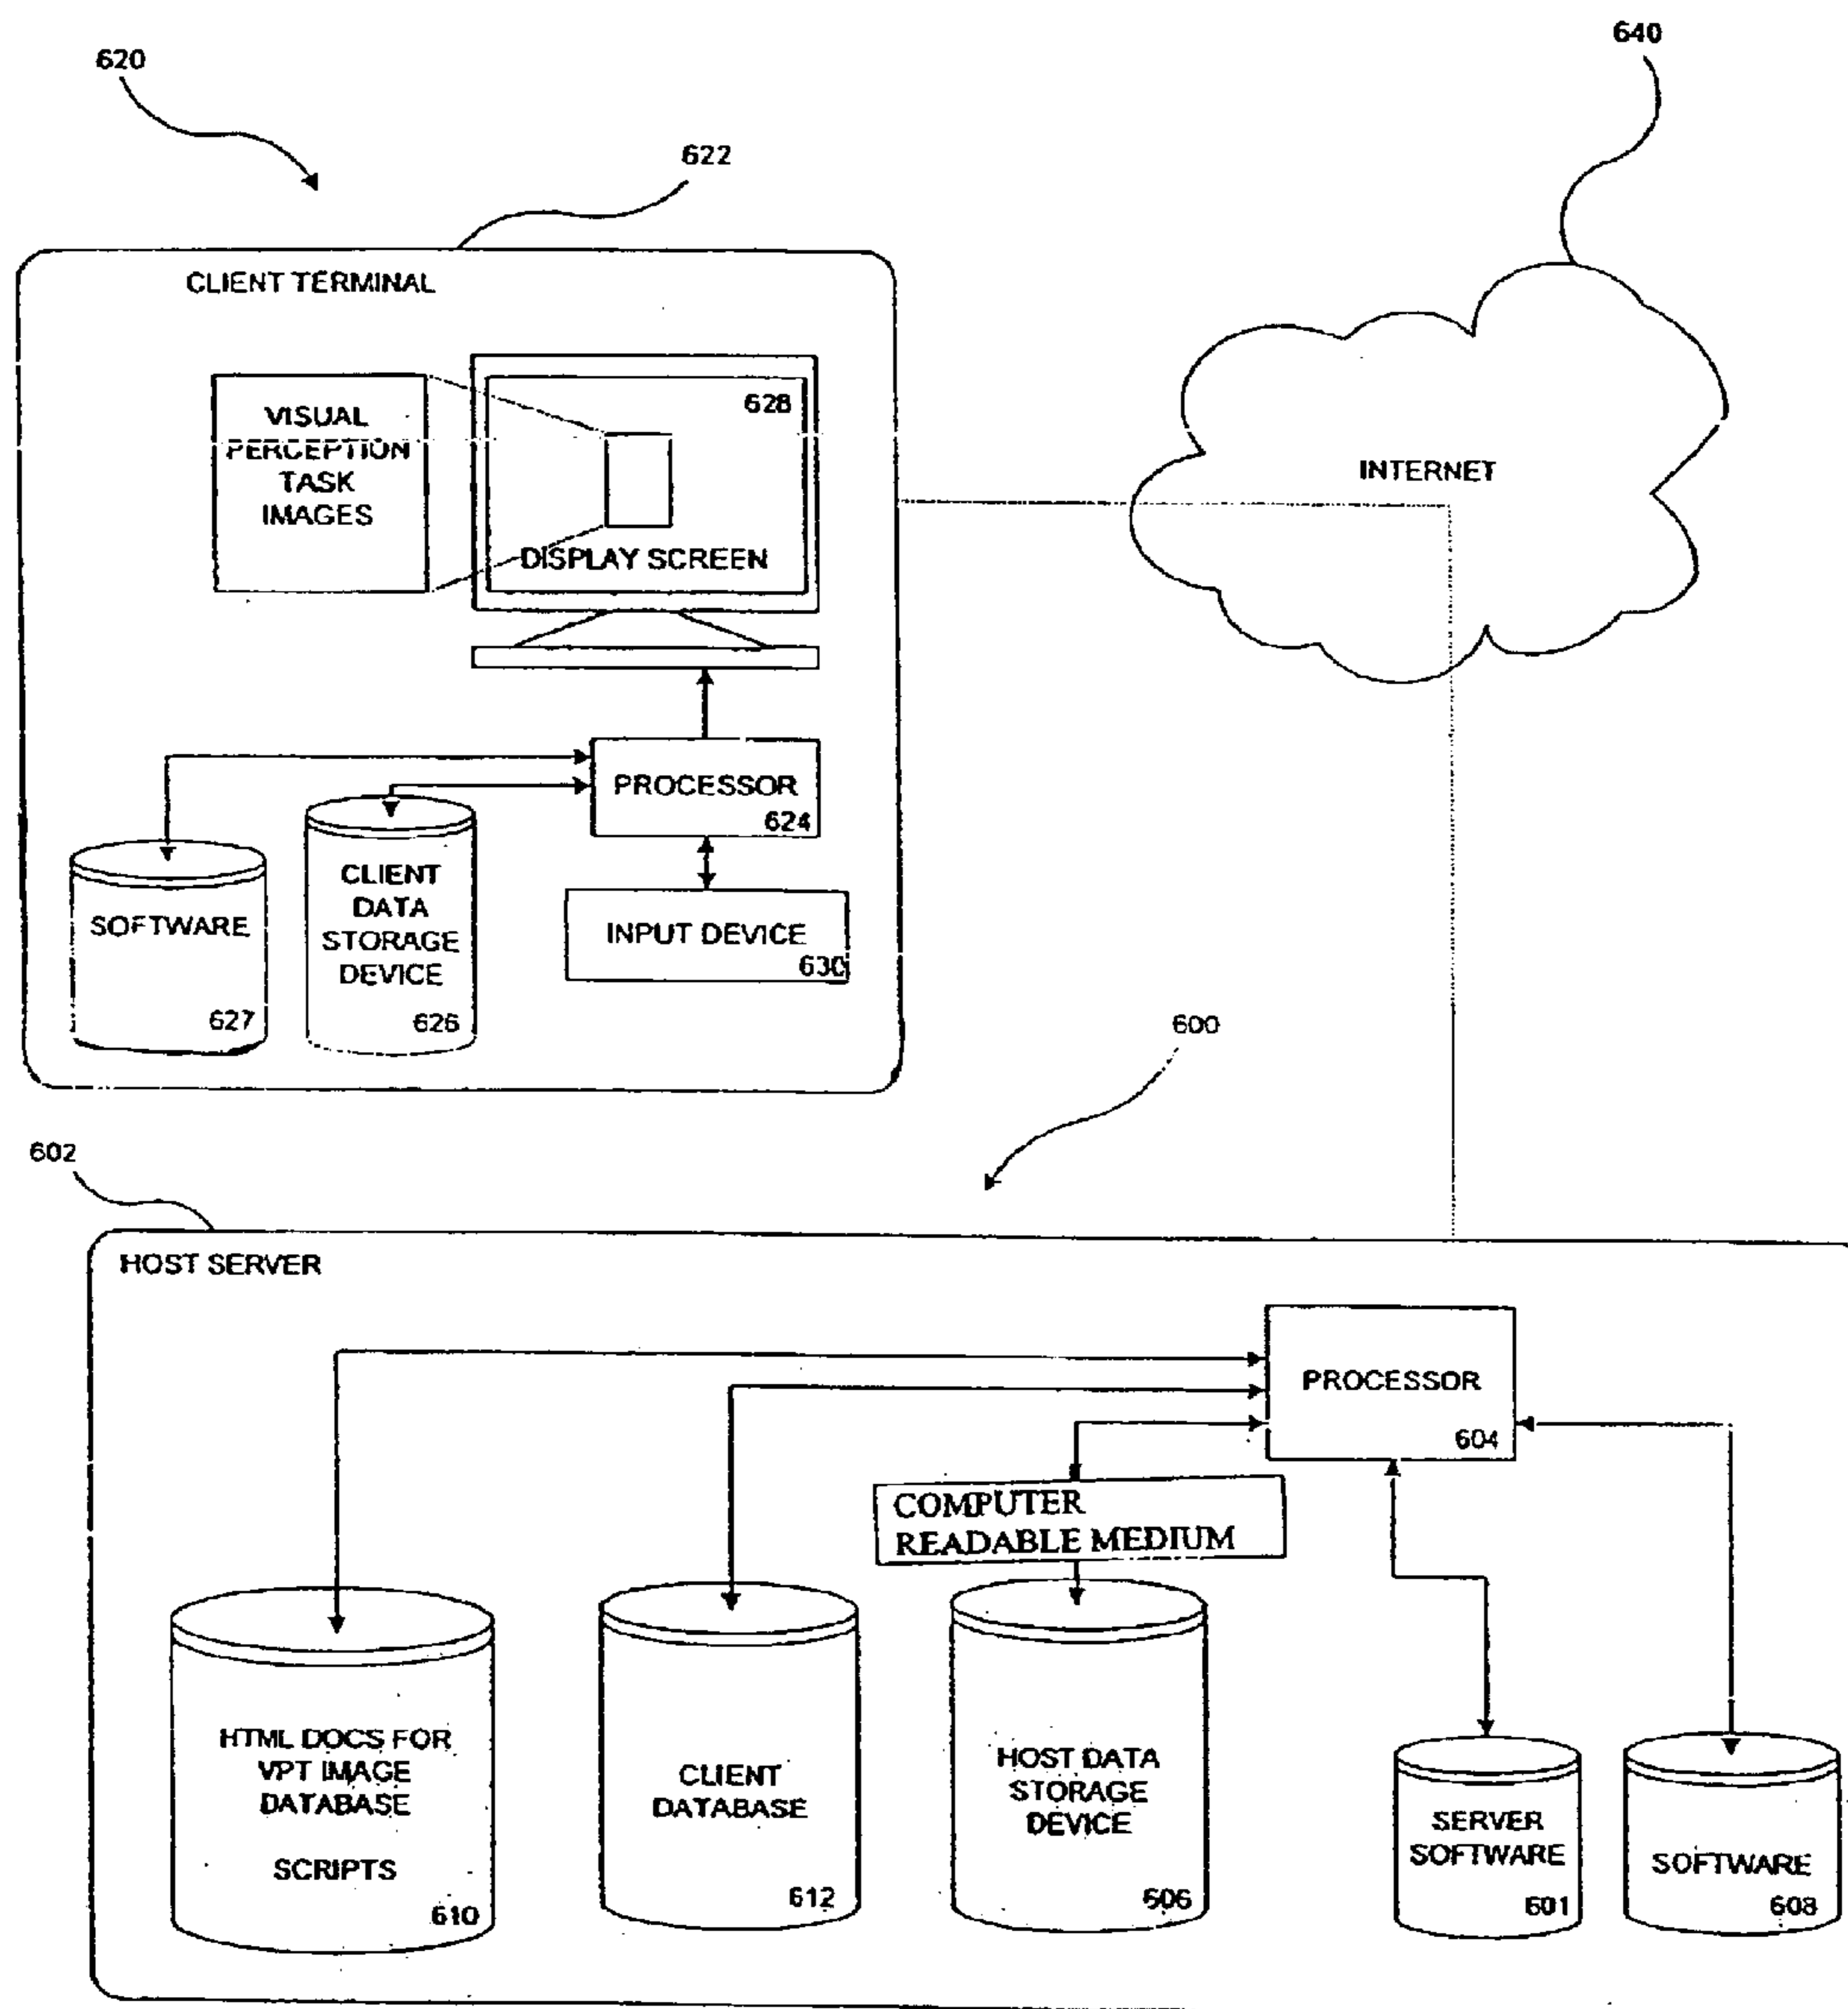 640
620
622
CLIENT TERMINAL
VISUAL
PERCEPTION
TASK
IMAGES
628
DISPLAY SCREEN
INTERNET
PROCESSOR
624
SOFTWARE
627
CLIENT
DATA
STORAGE
DEVICE
626
INPUT DEVICE
630
600
602
HOST SERVER
PROCESSOR
604
COMPUTER
READABLE MEDIUM
HTML DOCS FOR
VPT IMAGE
DATABASE
SCRIPTS
610
CLIENT
DATABASE
612
HOST DATA
STORAGE
DEVICE
606
SERVER
SOFTWARE
601
SOFTWARE
608